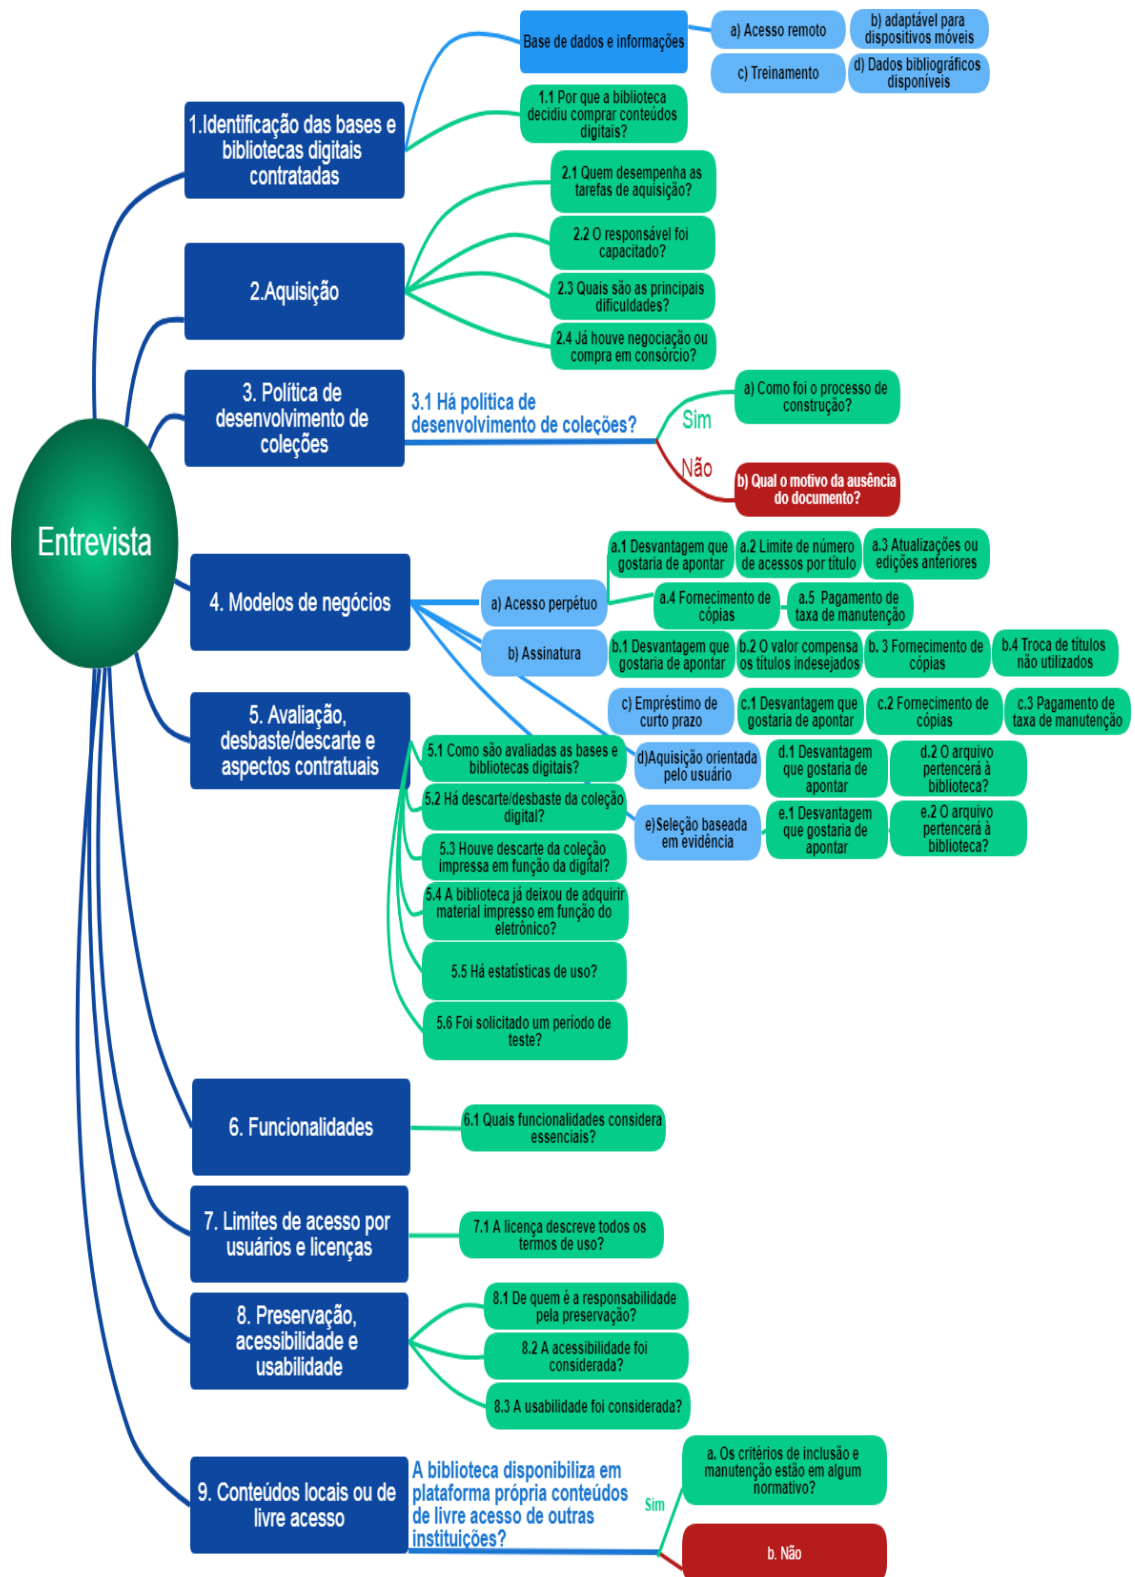 Entrevista
1.Identificação das bases e
bibliotecas digitais
contratadas
Base de dados e informações
a) Acesso remoto
b) adaptável para
dispositivos móveis
c) Treinamento
d) Dados bibliográficos
disponíveis
1.1 Por que a biblioteca
decidiu comprar conteúdos
digitais?
2.Aquisição
2.1 Quem desempenha as
tarefas de aquisição?
2.2 O responsável foi
capacitado?
2.3 Quais são as principais
dificuldades?
2.4 Já houve negociação ou
compra em consórcio?
3. Política de
desenvolvimento de
coleções
3.1 Há política de
desenvolvimento de coleções?
Sim
a) Como foi o processo de
construção?
Não
b) Qual o motivo da ausência
do documento?
4. Modelos de negócios
a) Acesso perpétuo
a.1 Desvantagem que
gostaria de apontar
a.2 Limite de número
de acessos por título
a.3 Atualizações ou
edições anteriores
a.4 Fornecimento de
cópias
a.5 Pagamento de
taxa de manutenção
b) Assinatura
b.1 Desvantagem que
gostaria de apontar
b.2 O valor compensa
os títulos indesejados
b. 3 Fornecimento de
cópias
b.4 Troca de títulos
não utilizados
c) Empréstimo de
curto prazo
c.1 Desvantagem que
gostaria de apontar
c.2 Fornecimento de
cópias
c.3 Pagamento de
taxa de manutenção
d)Aquisição orientada
pelo usuário
d.1 Desvantagem
que gostaria de
apontar
d.2 O arquivo
pertencerá à
biblioteca?
e)Seleção baseada
em evidência
e.1 Desvantagem
que gostaria de
apontar
e.2 O arquivo
pertencerá à
biblioteca?
5. Avaliação,
desbaste/descarte e
aspectos contratuais
5.1 Como são avaliadas as bases e
bibliotecas digitais?
5.2 Há descarte/desbaste da coleção
digital?
5.3 Houve descarte da coleção
impressa em função da digital?
5.4 A biblioteca já deixou de adquirir
material impresso em função do
eletrônico?
5.5 Há estatísticas de uso?
5.6 Foi solicitado um período de
teste?
6. Funcionalidades
6.1 Quais funcionalidades considera
essenciais?
7. Limites de acesso por
usuários e licenças
7.1 A licença descreve todos os
termos de uso?
8. Preservação,
acessibilidade e
usabilidade
8.1 De quem é a responsabilidade
pela preservação?
8.2 A acessibilidade foi
considerada?
8.3 A usabilidade foi considerada?
9. Conteúdos locais ou de
livre acesso
A biblioteca disponibiliza em
plataforma própria conteúdos
de livre acesso de outras
instituições?
Sim
a. Os critérios de inclusão e
manutenção estão em algum
normativo?
b. Não